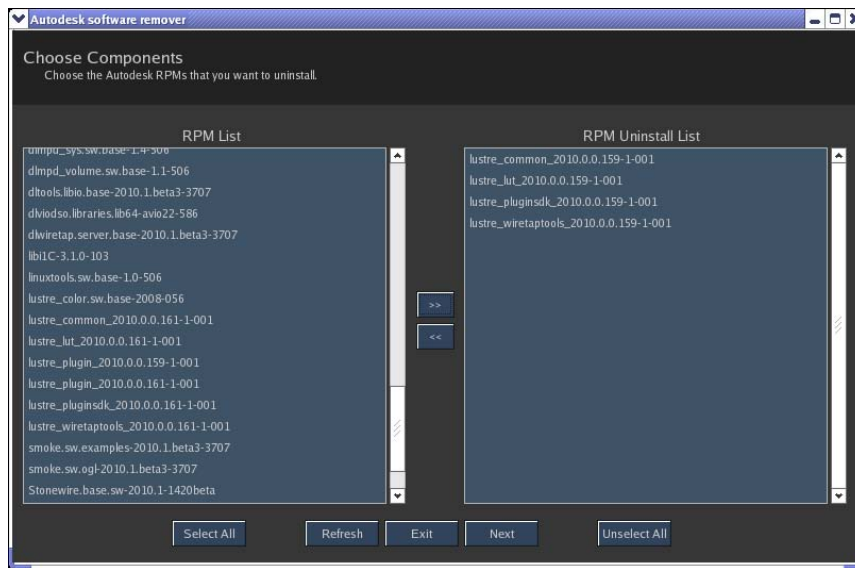 Autodesk software remover
Choose Components
Choose the Autodesk RPMs that you want to uninstall.
RPM List
dlmpd_sys.sw.base-1.4-506
dlmpd_volume.sw.base-1.1-506
dltools.libio.base-2010.1.beta3-3707
dlviodso.libraries.lib64-avio22-586
dlwiretap.server.base-2010.1.beta3-3707
libi1C-3.1.0-103
linuxtools.sw.base-1.0-506
lustre_color.sw.base-2008-056
lustre_common_2010.0.0.161-1-001
lustre_lut_2010.0.0.161-1-001
lustre_plugin_2010.0.0.159-1-001
lustre_plugin_2010.0.0.161-1-001
lustre_pluginsdk_2010.0.0.161-1-001
lustre_wiretaptools_2010.0.0.161-1-001
smoke.sw.examples-2010.1.beta3-3707
smoke.sw.ogl-2010.1.beta3-3707
Stonewire.base.sw-2010.1-1420beta
>>
<<
RPM Uninstall List
lustre_common_2010.0.0.159-1-001
lustre_lut_2010.0.0.159-1-001
lustre_pluginsdk_2010.0.0.159-1-001
lustre_wiretaptools_2010.0.0.159-1-001
Select All
Refresh
Exit
Next
Unselect All